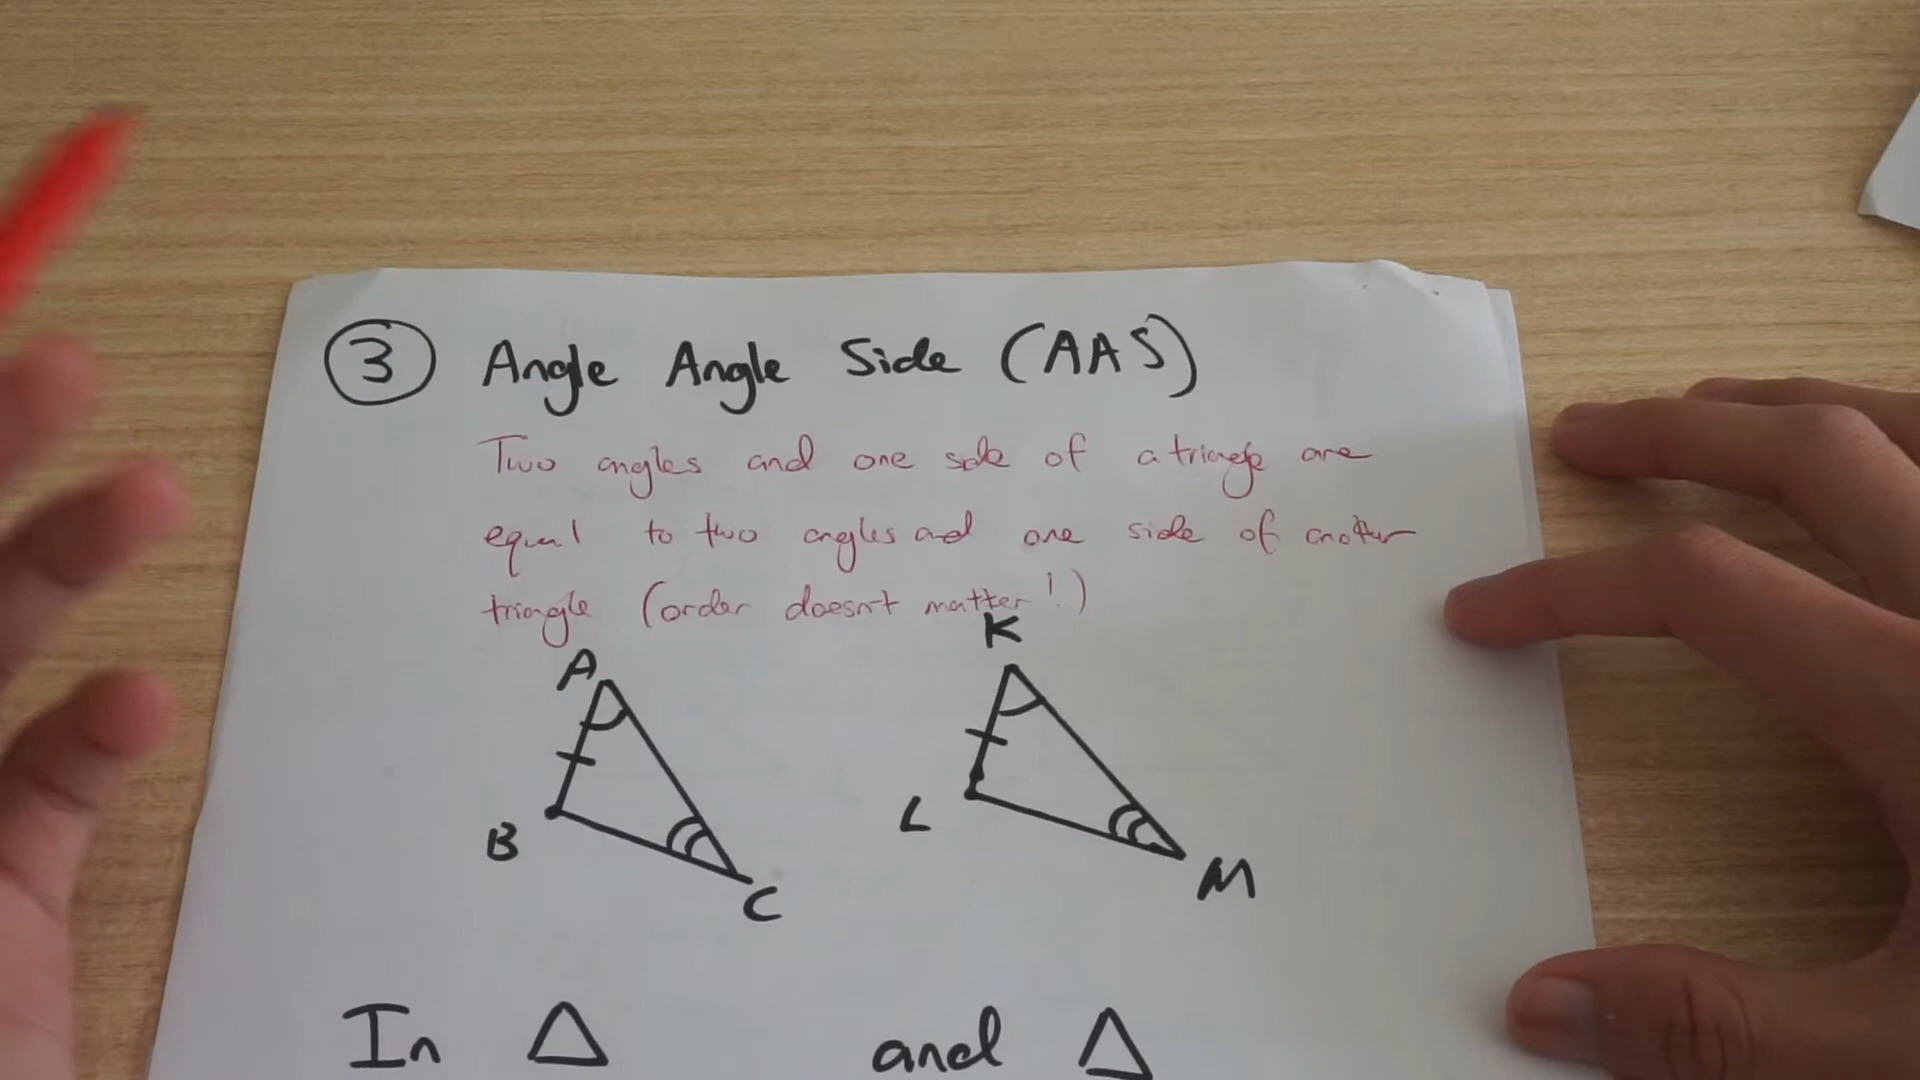 3 Angle Angle Side (AAS)
Two angles and one side of a triangle are
equal to two angles and one side of another
triangle (order doesn't matter!)
A K
B C L M
In △ and △